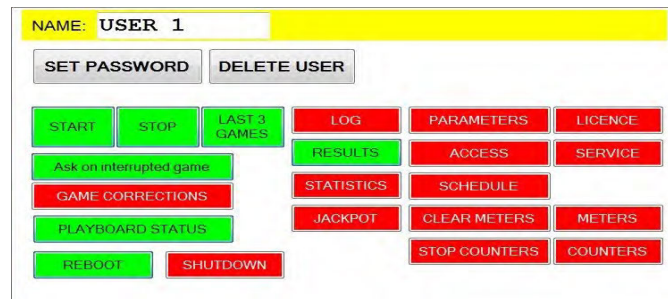 NAME: USER 1
SET PASSWORD DELETE USER
START STOP LAST 3 GAMES LOG PARAMETERS LICENCE
Ask on interrupted game RESULTS ACCESS SERVICE
GAME CORRECTIONS STATISTICS SCHEDULE
PLAYBOARD STATUS JACKPOT CLEAR METERS METERS
REBOOT SHUTDOWN STOP COUNTERS COUNTERS